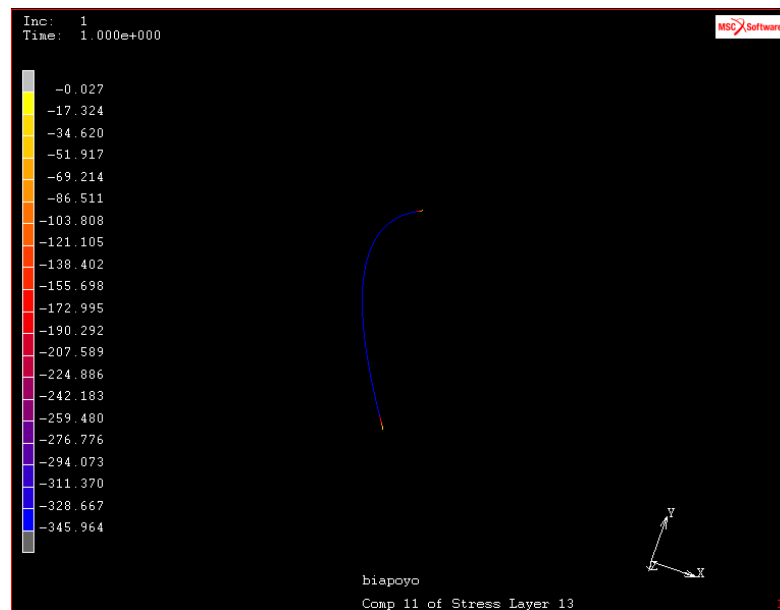 Inc: 1
Time: 1.000e+000
MSC Software
-0.027
-17.324
-34.620
-51.917
-69.214
-86.511
-103.808
-121.105
-138.402
-155.698
-172.995
-190.292
-207.589
-224.886
-242.183
-259.480
-276.776
-294.073
-311.370
-328.667
-345.964
Y
Z
X
biapoyo
Comp 11 of Stress Layer 13